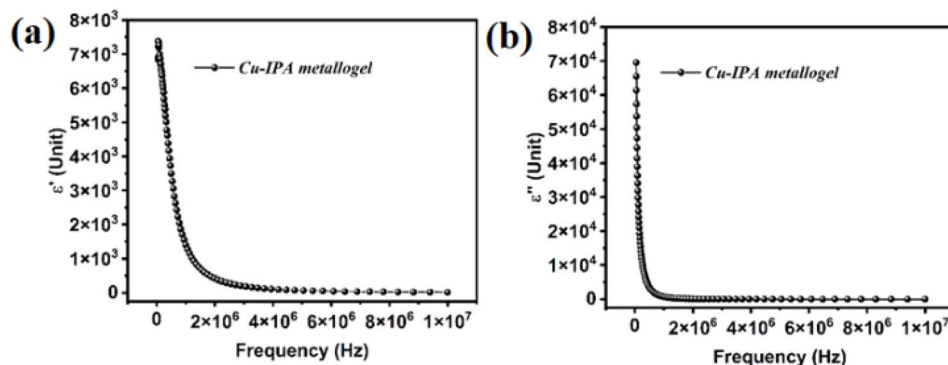 (a)
8×10³
7×10³
6×10³
5×10³
4×10³
3×10³
2×10³
1×10³
0
ε' (Unit)
Cu-IPA metallogel
0 2×10⁶ 4×10⁶ 6×10⁶ 8×10⁶ 1×10⁷
Frequency (Hz)
(b)
8×10⁴
7×10⁴
6×10⁴
5×10⁴
4×10⁴
3×10⁴
2×10⁴
1×10⁴
0
ε" (Unit)
Cu-IPA metallogel
0 2×10⁶ 4×10⁶ 6×10⁶ 8×10⁶ 1×10⁷
Frequency (Hz)